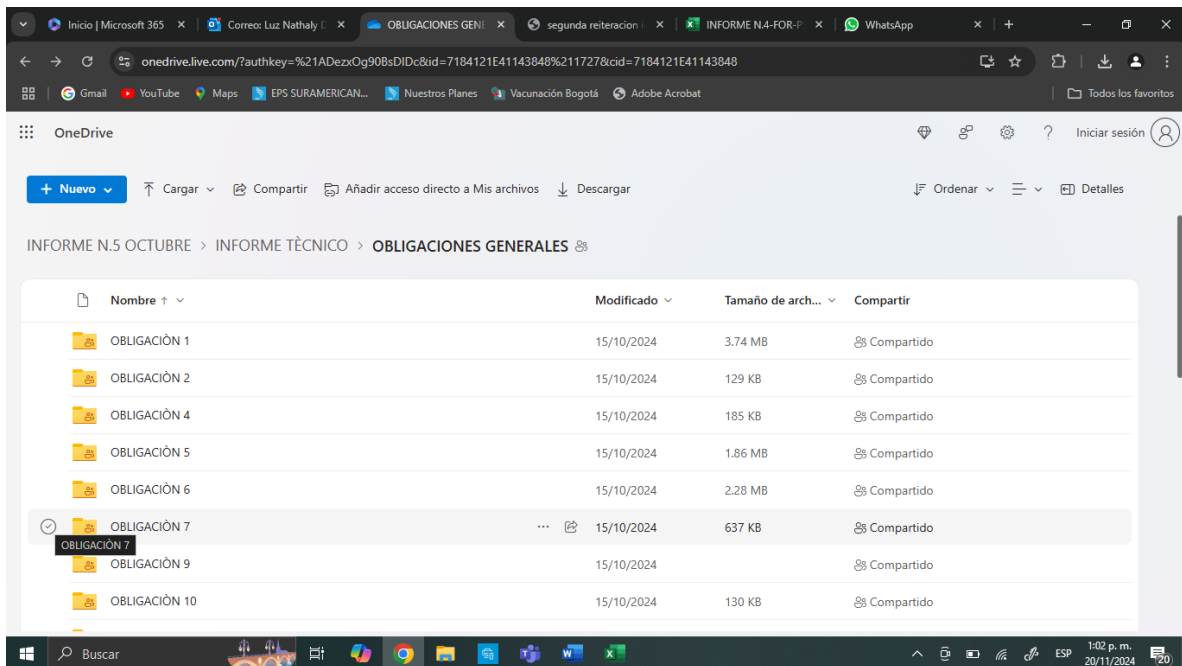 Inicio | Microsoft 365
Correo: Luz Nathaly D
OBLIGACIONES GENE
segunda reiteracion i
INFORME N.4-FOR-P
WhatsApp
onedrive.live.com/?authkey=%21ADezxOg90BsDIDc&id=7184121E41143848%211727&cid=7184121E41143848
Gmail YouTube Maps EPS SURAMERICAN... Nuestros Planes Vacunación Bogotá Adobe Acrobat Todos los favoritos
OneDrive ? Iniciar sesión
+ Nuevo Cargar Compartir Añadir acceso directo a Mis archivos Descargar Ordenar Detalles
INFORME N.5 OCTUBRE > INFORME TÈCNICO > OBLIGACIONES GENERALES
Nombre ↑ Modificado Tamaño de arch... Compartir
OBLIGACIÒN 1 15/10/2024 3.74 MB Compartido
OBLIGACIÒN 2 15/10/2024 129 KB Compartido
OBLIGACIÒN 4 15/10/2024 185 KB Compartido
OBLIGACIÒN 5 15/10/2024 1.86 MB Compartido
OBLIGACIÒN 6 15/10/2024 2.28 MB Compartido
OBLIGACIÒN 7 ... 15/10/2024 637 KB Compartido
OBLIGACIÒN 7
OBLIGACIÒN 9 15/10/2024 Compartido
OBLIGACIÒN 10 15/10/2024 130 KB Compartido
Buscar ESP 1:02 p. m.
20/11/2024 20